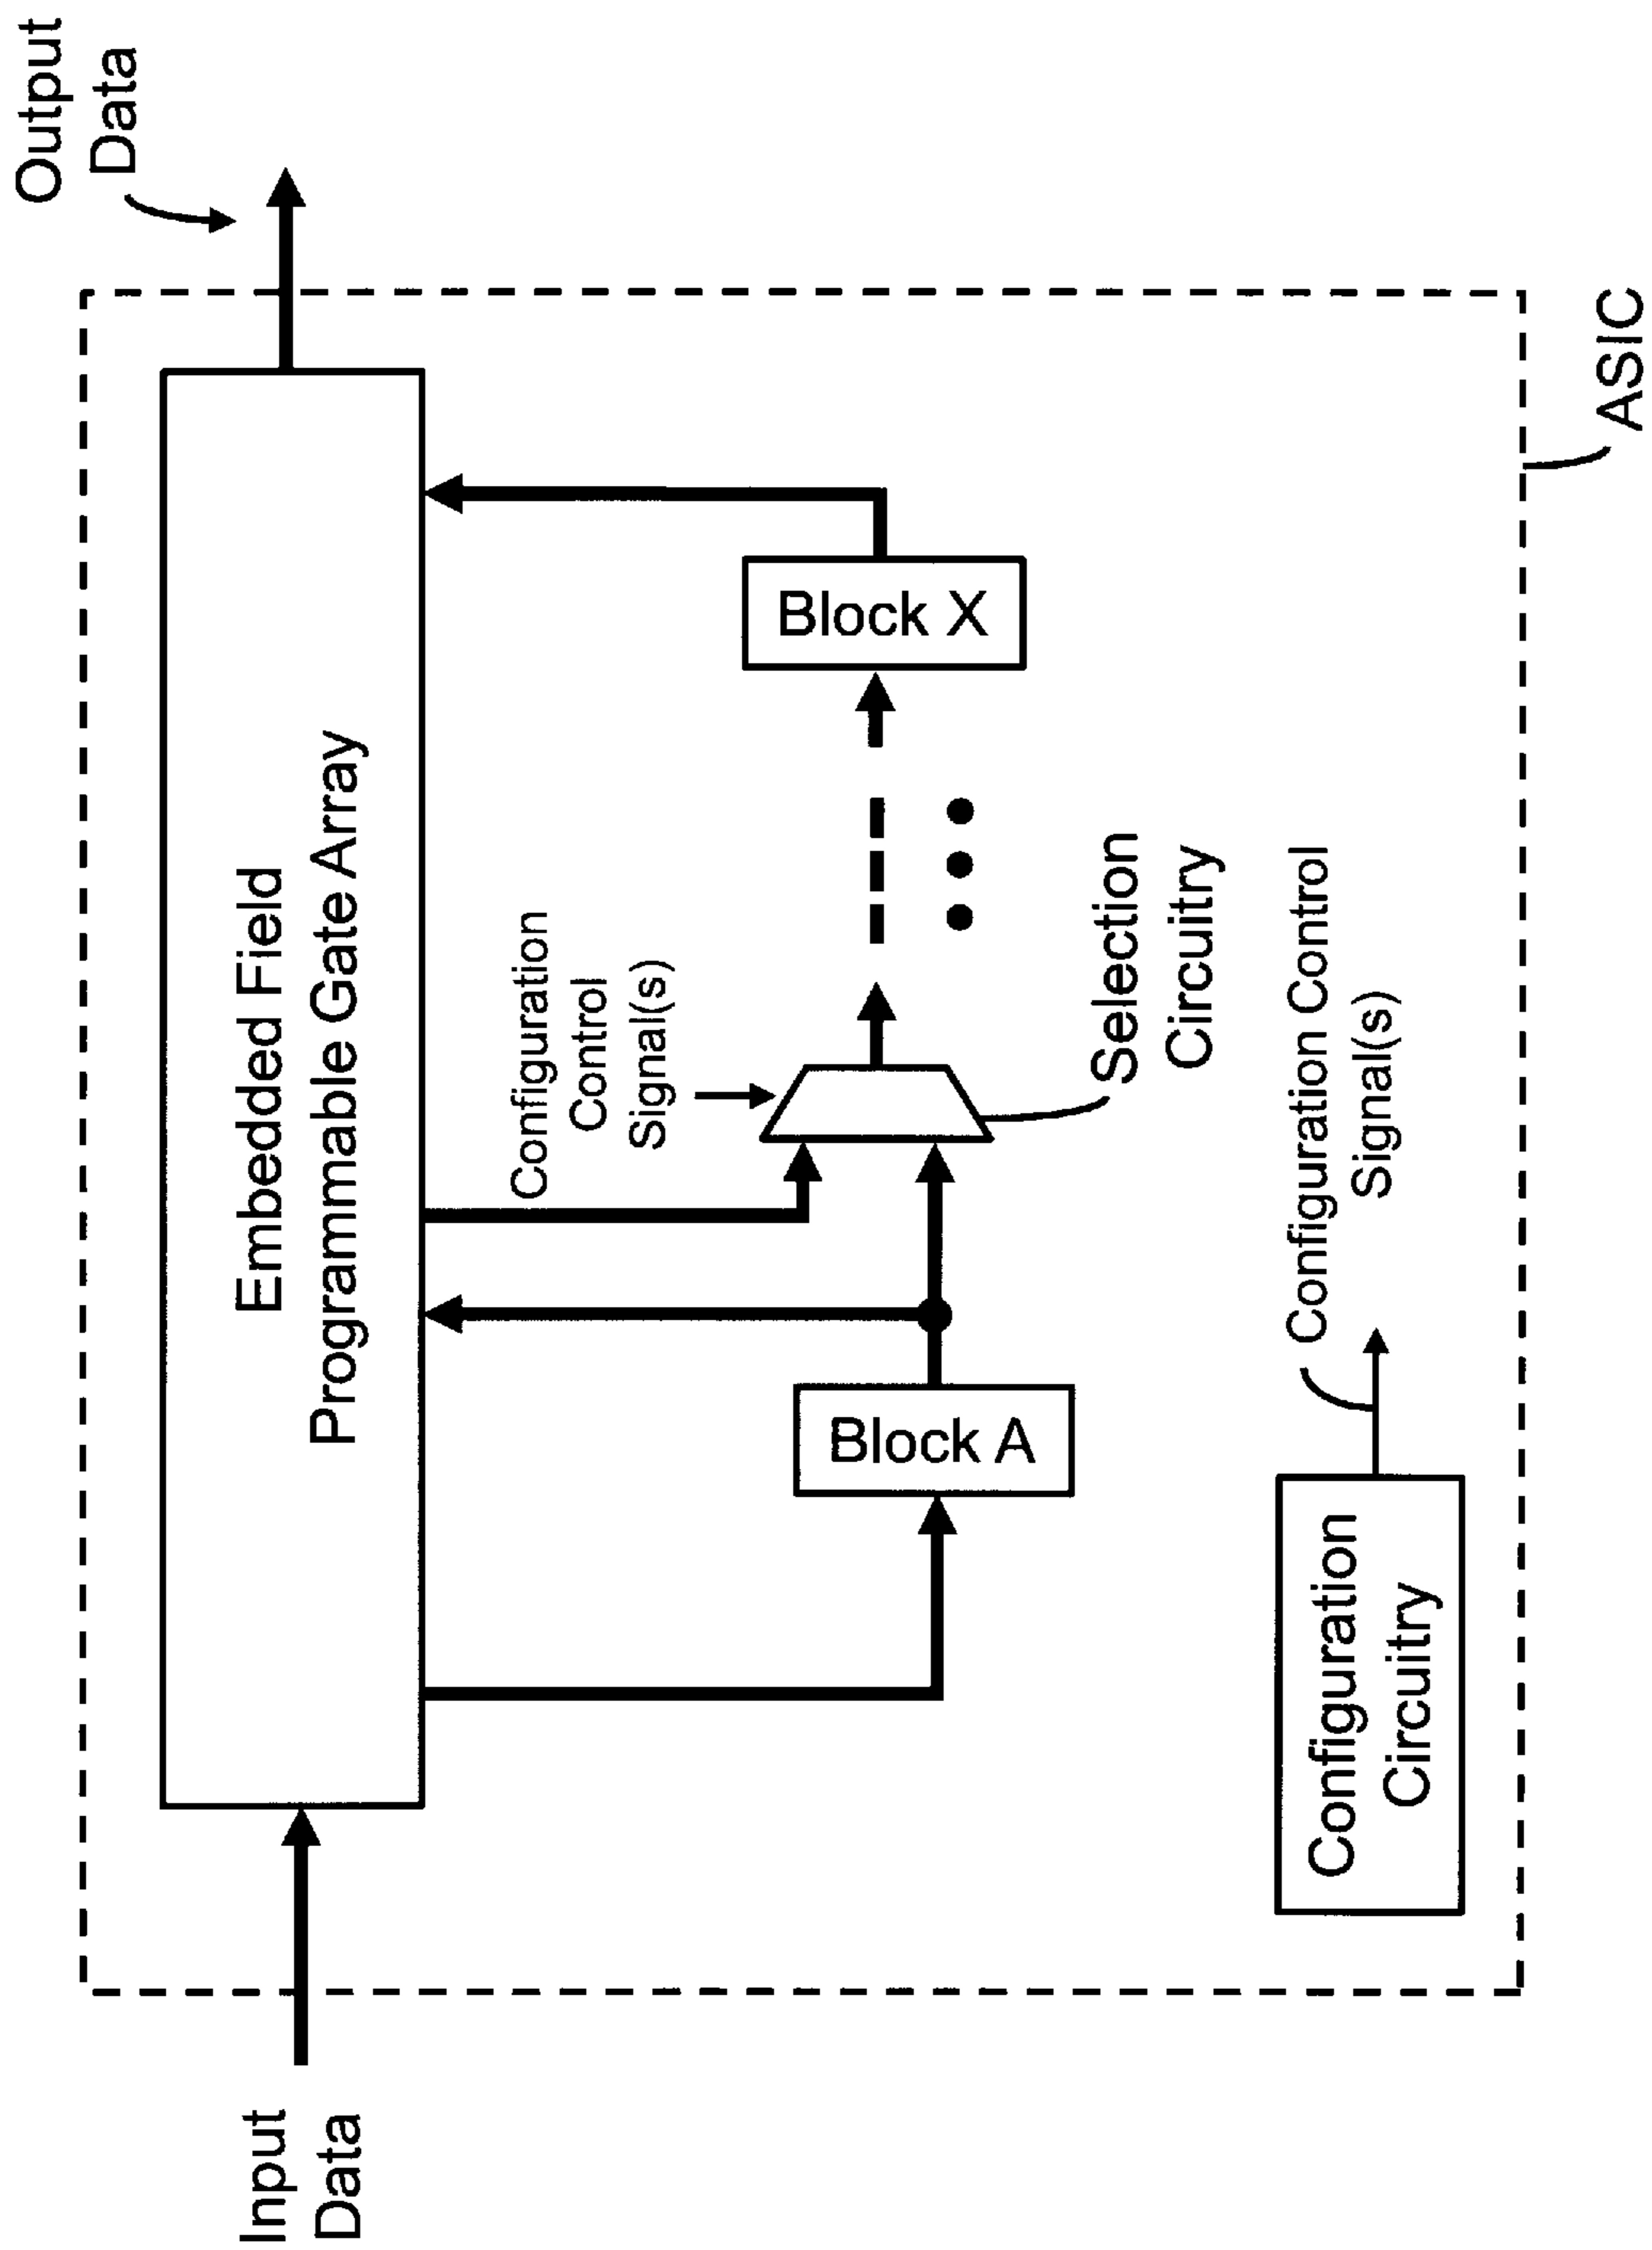 Output
Data
Embedded Field
Programmable Gate Array
Input
Data
Configuration
Control
Signal(s)
Block A
Block X
Selection
Circuitry
Configuration
Circuitry
Configuration Control
Signal(s)
ASIC